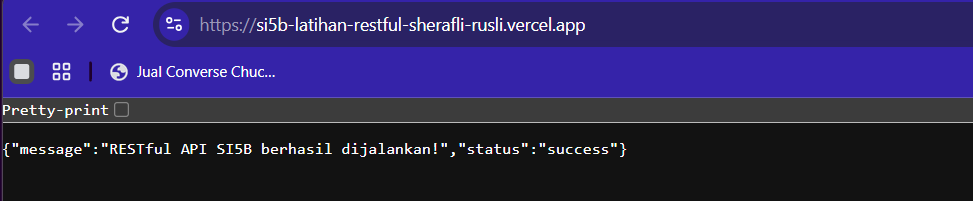 https://si5b-latihan-restful-sherafli-rusli.vercel.app
Jual Converse Chuc...
Pretty-print
{"message":"RESTful API SI5B berhasil dijalankan!","status":"success"}